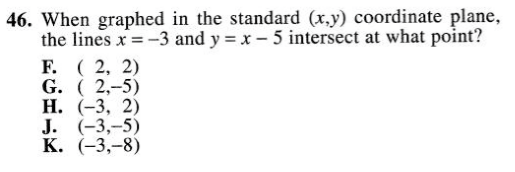 46. When graphed in the standard (x,y) coordinate plane,
the lines x = –3 and y = x – 5 intersect at what point?
F. ( 2, 2)
G. ( 2,–5)
H. (–3, 2)
J. (–3,–5)
K. (–3,–8)